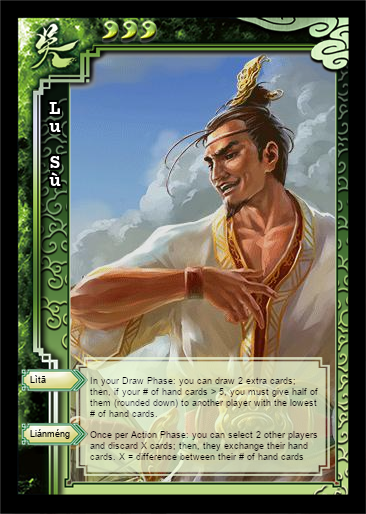 吳
Lu Sù
Lìtā
In your Draw Phase: you can draw 2 extra cards;
then, if your # of hand cards > 5, you must give half of
them (rounded down) to another player with the lowest
# of hand cards.
Liánméng
Once per Action Phase: you can select 2 other players
and discard X cards; then, they exchange their hand
cards. X = difference between their # of hand cards